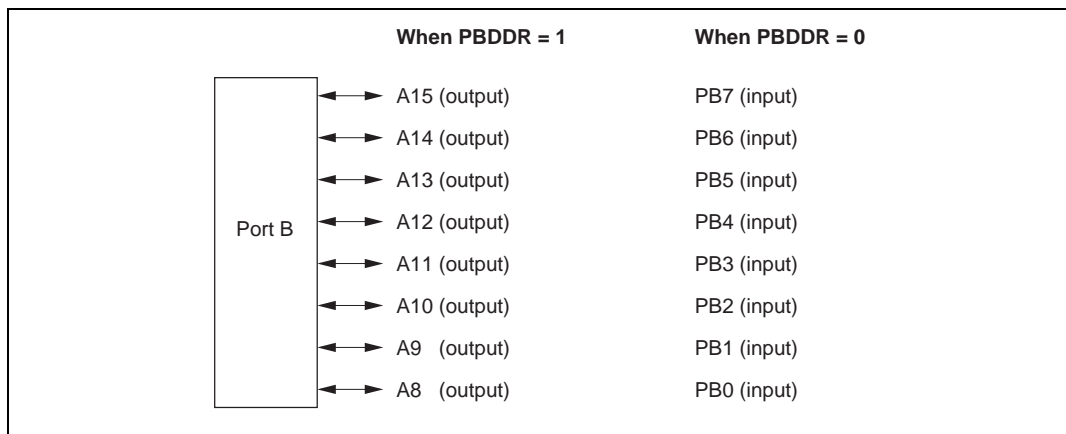 When PBDDR = 1 When PBDDR = 0
A15 (output) PB7 (input)
A14 (output) PB6 (input)
A13 (output) PB5 (input)
Port B A12 (output) PB4 (input)
A11 (output) PB3 (input)
A10 (output) PB2 (input)
A9 (output) PB1 (input)
A8 (output) PB0 (input)